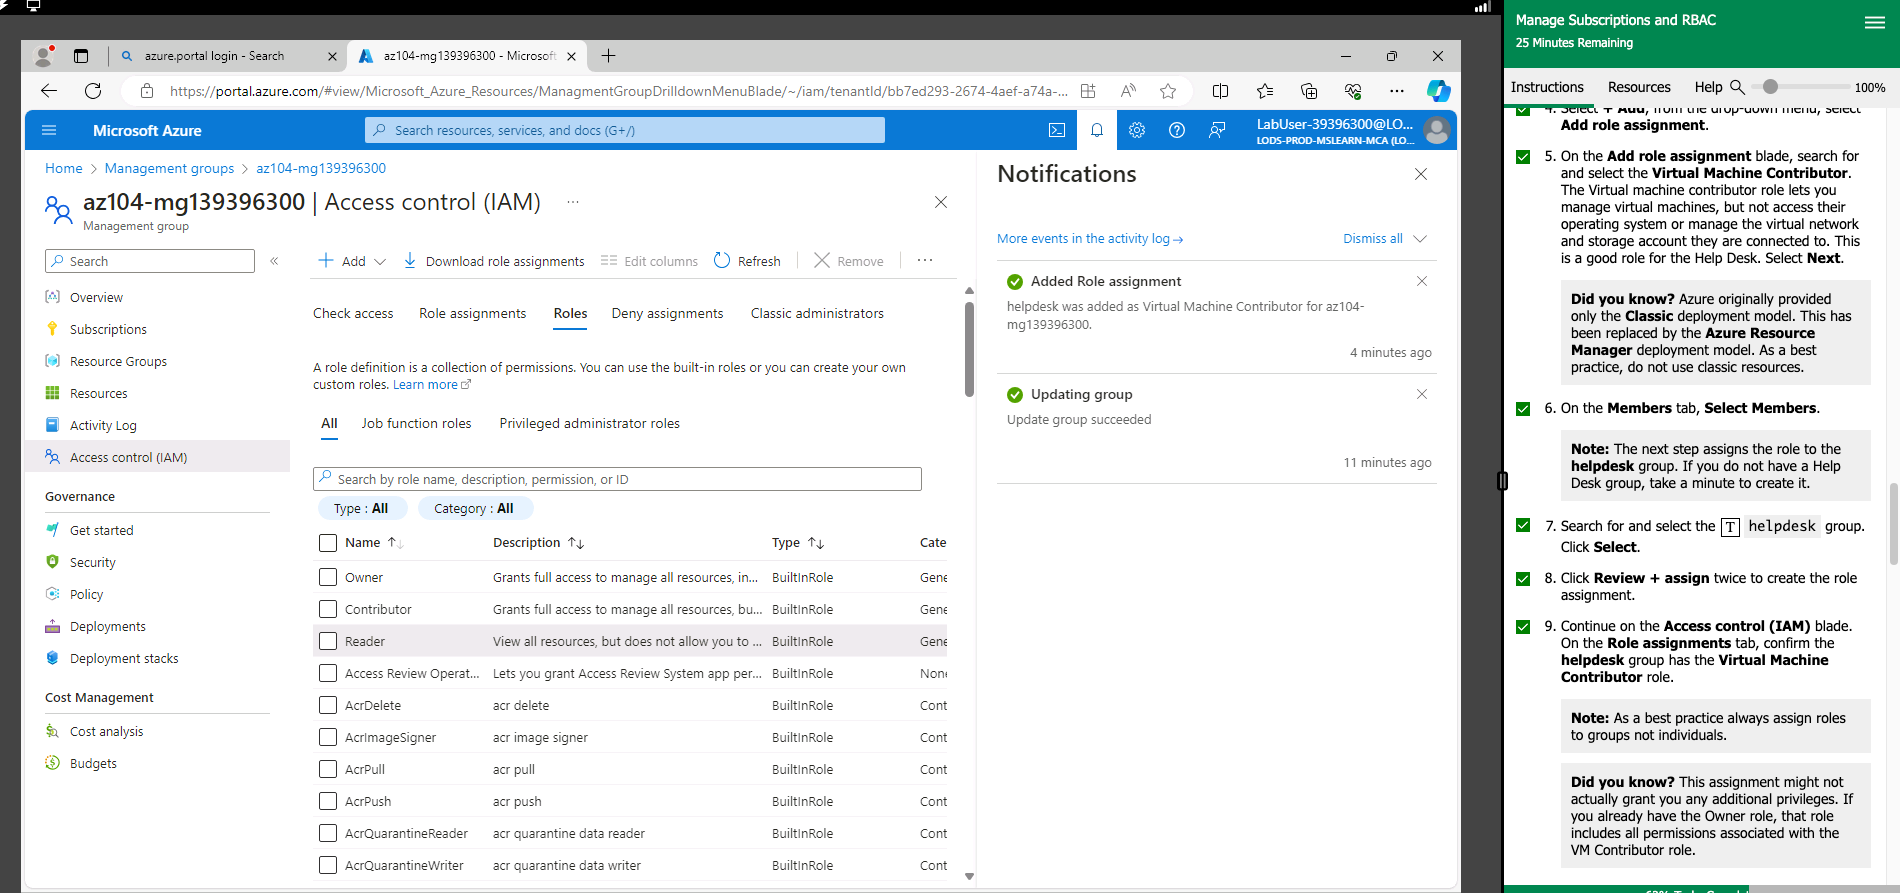 azure.portal login - Search
az104-mg139396300 - Microsoft
https://portal.azure.com/#view/Microsoft_Azure_Resources/ManagmentGroupDrilldownMenuBlade/~/iam/tenantId/bb7ed293-2674-4aef-a74a-...
Microsoft Azure
Search resources, services, and docs (G+/)
LabUser-39396300@LO...
LODS-PROD-MSLEARN-MCA (LO...
Home > Management groups > az104-mg139396300
az104-mg139396300 | Access control (IAM) ...
Management group
Search
«
Overview
Subscriptions
Resource Groups
Resources
Activity Log
Access control (IAM)
Governance
Get started
Security
Policy
Deployments
Deployment stacks
Cost Management
Cost analysis
Budgets
Add
Download role assignments
Edit columns
Refresh
Remove
...
Check access
Role assignments
Roles
Deny assignments
Classic administrators
A role definition is a collection of permissions. You can use the built-in roles or you can create your own
custom roles. Learn more
All
Job function roles
Privileged administrator roles
Search by role name, description, permission, or ID
Type : All
Category : All
Name ↑↓ Description ↑↓ Type ↑↓ Cate
Owner Grants full access to manage all resources, in... BuiltInRole Gene
Contributor Grants full access to manage all resources, bu... BuiltInRole Gene
Reader View all resources, but does not allow you to ... BuiltInRole Gene
Access Review Operat... Lets you grant Access Review System app per... BuiltInRole None
AcrDelete acr delete BuiltInRole Cont
AcrImageSigner acr image signer BuiltInRole Cont
AcrPull acr pull BuiltInRole Cont
AcrPush acr push BuiltInRole Cont
AcrQuarantineReader acr quarantine data reader BuiltInRole Cont
AcrQuarantineWriter acr quarantine data writer BuiltInRole Cont
Notifications
More events in the activity log →
Dismiss all
Added Role assignment
helpdesk was added as Virtual Machine Contributor for az104-
mg139396300.
4 minutes ago
Updating group
Update group succeeded
11 minutes ago
Manage Subscriptions and RBAC
25 Minutes Remaining
Instructions Resources Help 100%
4. Select + Add, from the drop-down menu, select
Add role assignment.
5. On the Add role assignment blade, search for
and select the Virtual Machine Contributor.
The Virtual machine contributor role lets you
manage virtual machines, but not access their
operating system or manage the virtual network
and storage account they are connected to. This
is a good role for the Help Desk. Select Next.
Did you know? Azure originally provided
only the Classic deployment model. This has
been replaced by the Azure Resource
Manager deployment model. As a best
practice, do not use classic resources.
6. On the Members tab, Select Members.
Note: The next step assigns the role to the
helpdesk group. If you do not have a Help
Desk group, take a minute to create it.
7. Search for and select the T helpdesk group.
Click Select.
8. Click Review + assign twice to create the role
assignment.
9. Continue on the Access control (IAM) blade.
On the Role assignments tab, confirm the
helpdesk group has the Virtual Machine
Contributor role.
Note: As a best practice always assign roles
to groups not individuals.
Did you know? This assignment might not
actually grant you any additional privileges. If
you already have the Owner role, that role
includes all permissions associated with the
VM Contributor role.